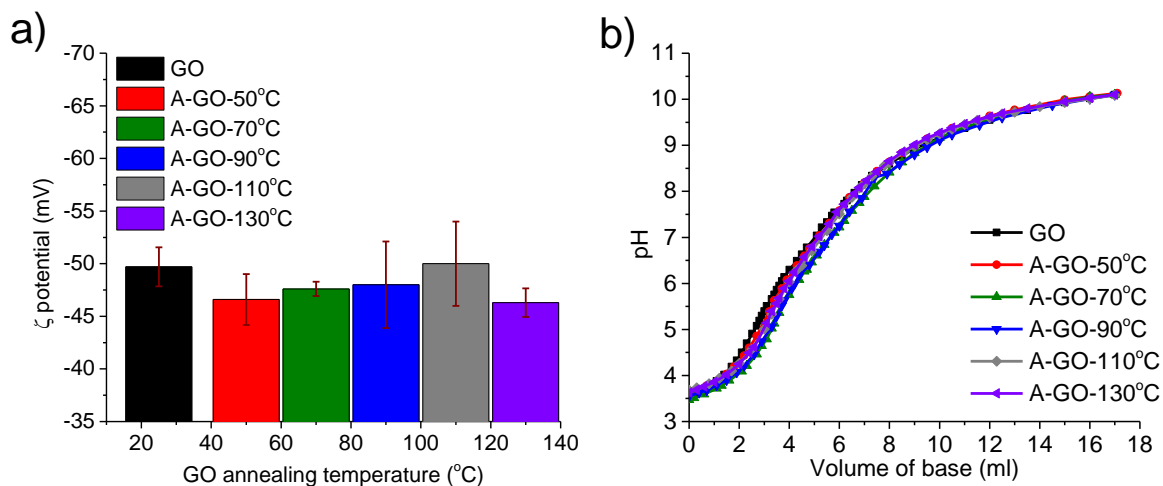 a)
-70
-65
-60
-55
-50
-45
-40
-35
ζ potential (mV)
GO
A-GO-50°C
A-GO-70°C
A-GO-90°C
A-GO-110°C
A-GO-130°C
20 40 60 80 100 120 140
GO annealing temperature (°C)
b)
11
10
9
8
7
6
5
4
3
pH
GO
A-GO-50°C
A-GO-70°C
A-GO-90°C
A-GO-110°C
A-GO-130°C
0 2 4 6 8 10 12 14 16 18
Volume of base (ml)